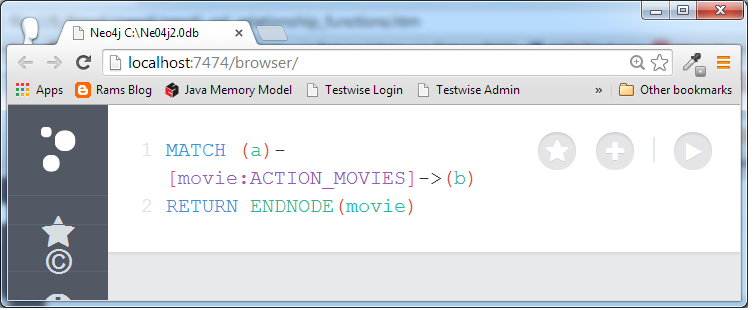 Neo4j C:\Ne04j2.0db
localhost:7474/browser/
Apps Rams Blog Java Memory Model Testwise Login Testwise Admin » Other bookmarks
1 MATCH (a)-
[movie:ACTION_MOVIES]->(b)
2 RETURN ENDNODE(movie)